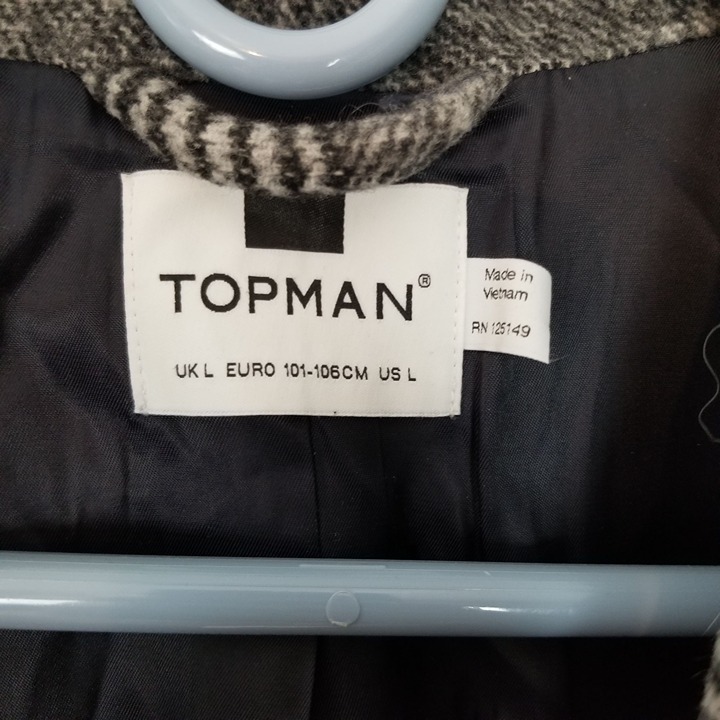 TOPMAN®
UK L EURO 101-106CM US L
Made in
Vietnam
RN 125149